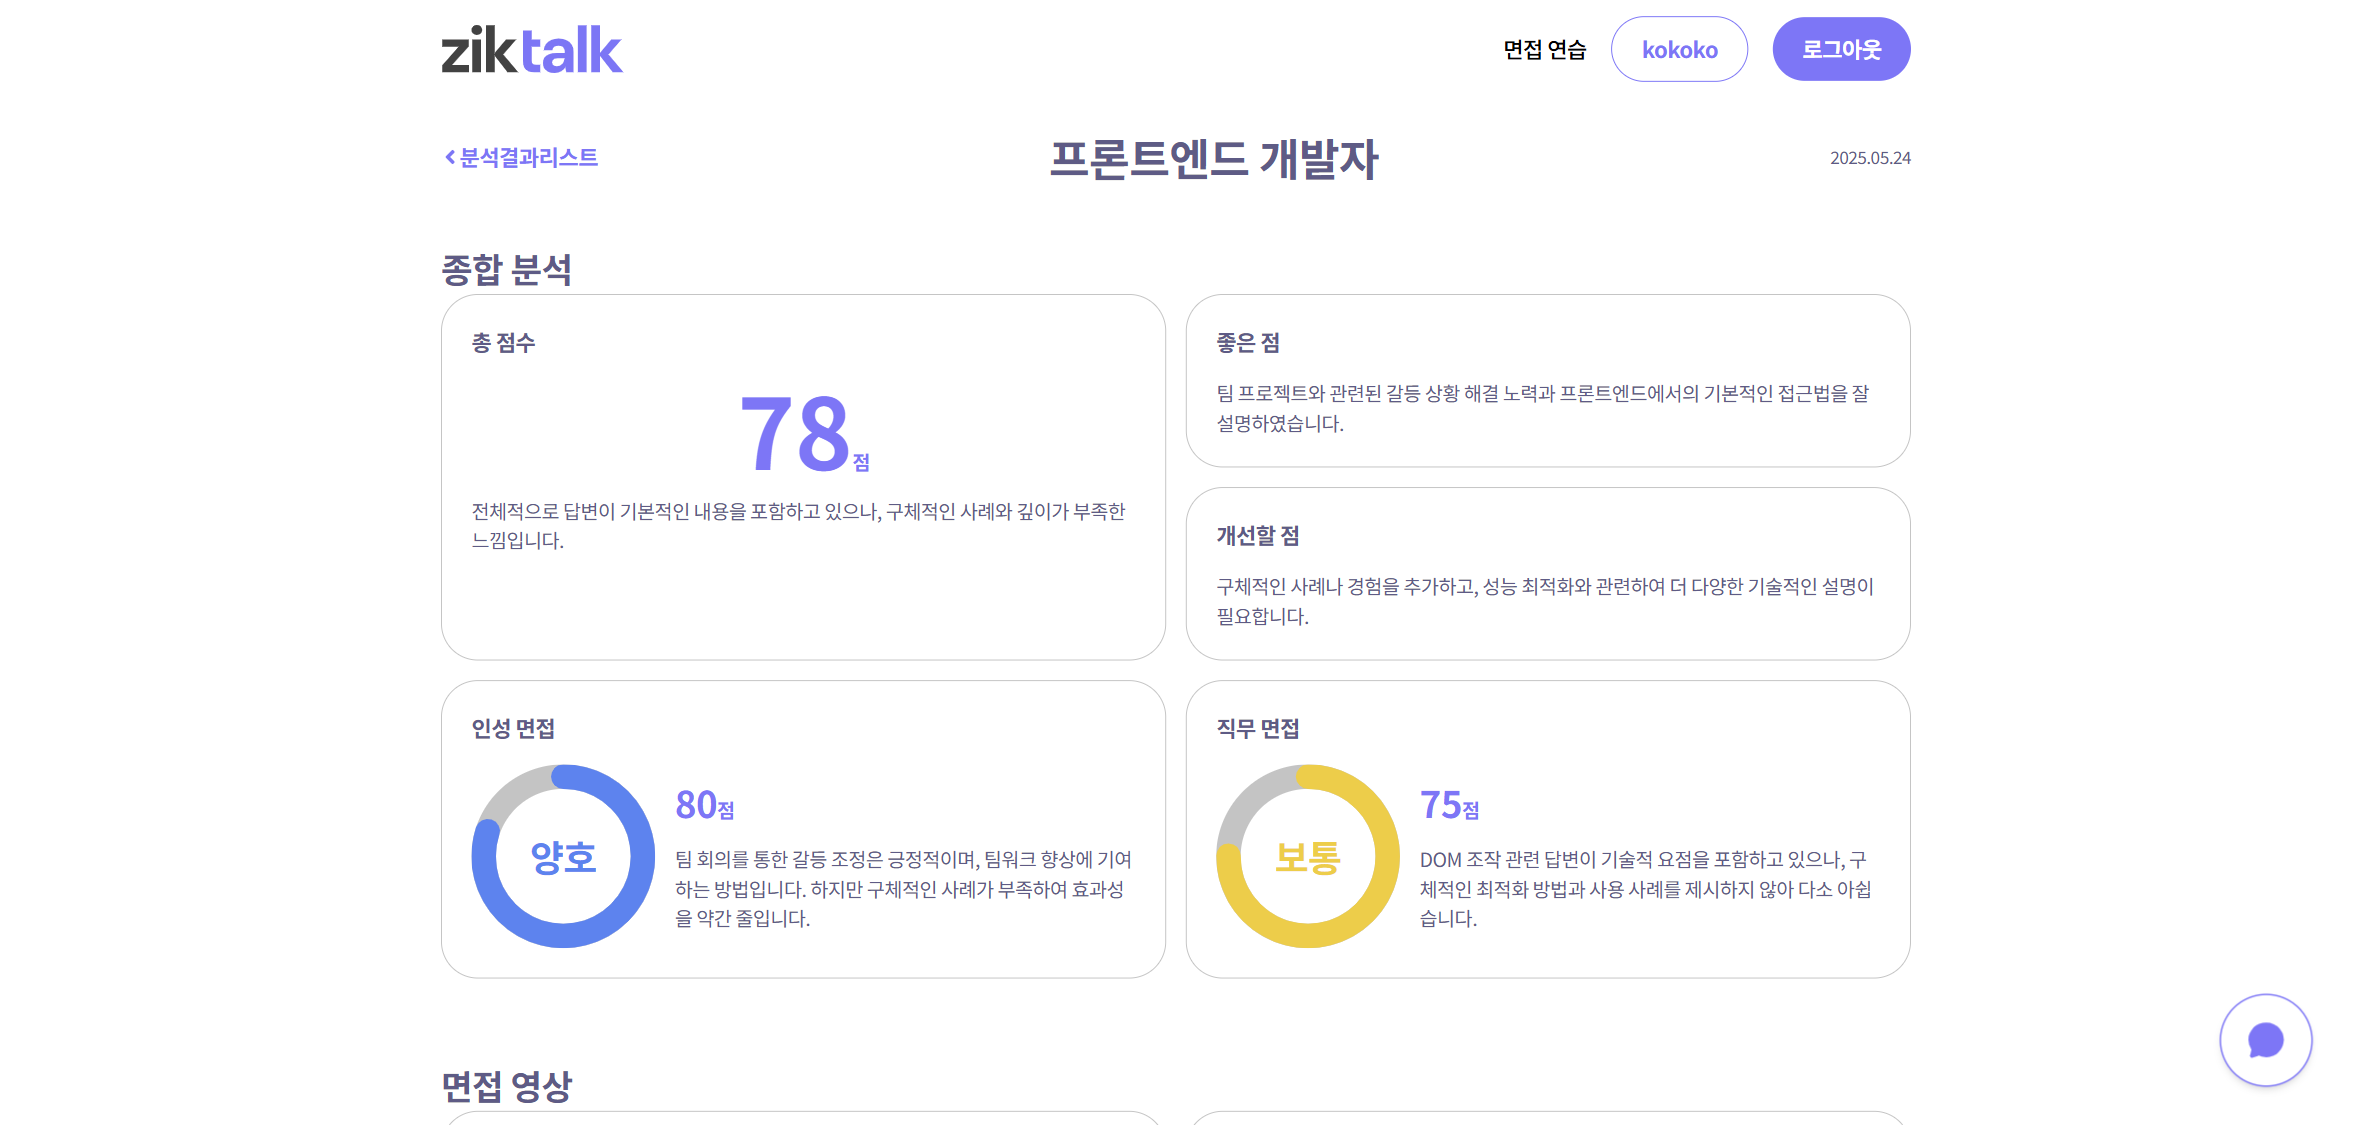 ziktalk
면접 연습
kokoko
로그아웃
분석결과리스트
프론트엔드 개발자
2025.05.24
종합 분석
총 점수
78점
전체적으로 답변이 기본적인 내용을 포함하고 있으나, 구체적인 사례와 깊이가 부족한
느낌입니다.
좋은 점
팀 프로젝트와 관련된 갈등 상황 해결 노력과 프론트엔드에서의 기본적인 접근법을 잘
설명하였습니다.
개선할 점
구체적인 사례나 경험을 추가하고, 성능 최적화와 관련하여 더 다양한 기술적인 설명이
필요합니다.
인성 면접
양호
80점
팀 회의를 통한 갈등 조정은 긍정적이며, 팀워크 향상에 기여
하는 방법입니다. 하지만 구체적인 사례가 부족하여 효과성
을 약간 줄입니다.
직무 면접
보통
75점
DOM 조작 관련 답변이 기술적 요점을 포함하고 있으나, 구
체적인 최적화 방법과 사용 사례를 제시하지 않아 다소 아쉽
습니다.
면접 영상